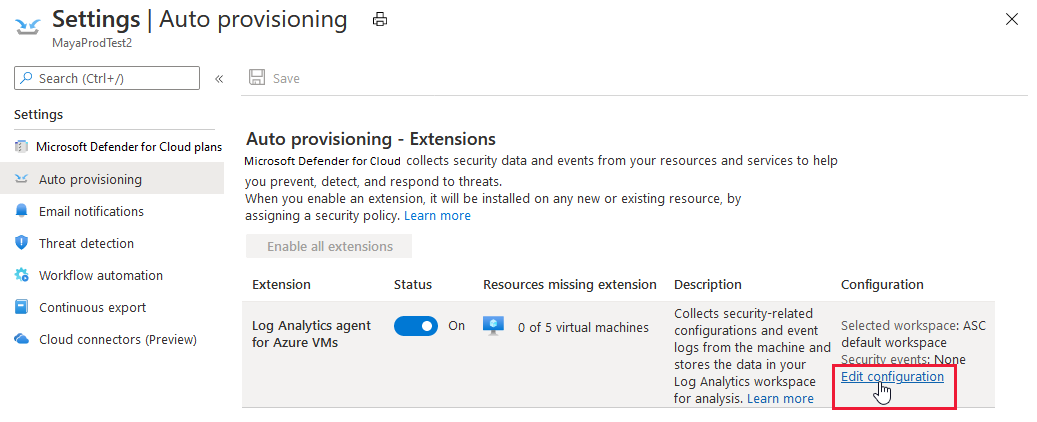 Settings | Auto provisioning
MayaProdTest2
Search (Ctrl+/)
«
Save
Settings
Microsoft Defender for Cloud plans
Auto provisioning
Email notifications
Threat detection
Workflow automation
Continuous export
Cloud connectors (Preview)
Auto provisioning - Extensions
Microsoft Defender for Cloud collects security data and events from your resources and services to help
you prevent, detect, and respond to threats.
When you enable an extension, it will be installed on any new or existing resource, by
assigning a security policy. Learn more
Enable all extensions
Extension
Status
Resources missing extension
Description
Configuration
Log Analytics agent
for Azure VMs
On
0 of 5 virtual machines
Collects security-related
configurations and event
logs from the machine and
stores the data in your
Log Analytics workspace
for analysis. Learn more
Selected workspace: ASC
default workspace
Security events: None
Edit configuration